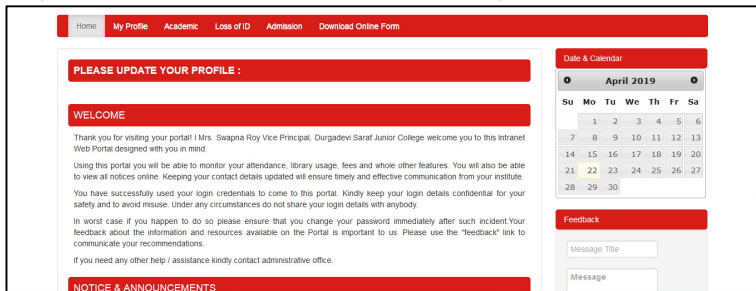 Home My Profile Academic Loss of ID Admission Download Online Form
PLEASE UPDATE YOUR PROFILE :
WELCOME
Thank you for visiting your portal! I Mrs. Swapna Roy Vice Principal, Durgadevi Saraf Junior College welcome you to this Intranet
Web Portal designed with you in mind.
Using this portal you will be able to monitor your attendance, library usage, fees and whole other features. You will also be able
to view all notices online. Keeping your contact details updated will ensure timely and effective communication from your institute.
You have successfully used your login credentials to come to this portal. Kindly keep your login details confidential for your
safety and to avoid misuse. Under any circumstances do not share your login details with anybody.
In worst case if you happen to do so please ensure that you change your password immediately after such incident.Your
feedback about the information and resources available on the Portal is important to us. Please use the "feedback" link to
communicate your recommendations.
If you need any other help / assistance kindly contact administrative office.
NOTICE & ANNOUNCEMENTS
Date & Calendar
April 2019
Su Mo Tu We Th Fr Sa
1 2 3 4 5 6
7 8 9 10 11 12 13
14 15 16 17 18 19 20
21 22 23 24 25 26 27
28 29 30
Feedback
Message Title
Message